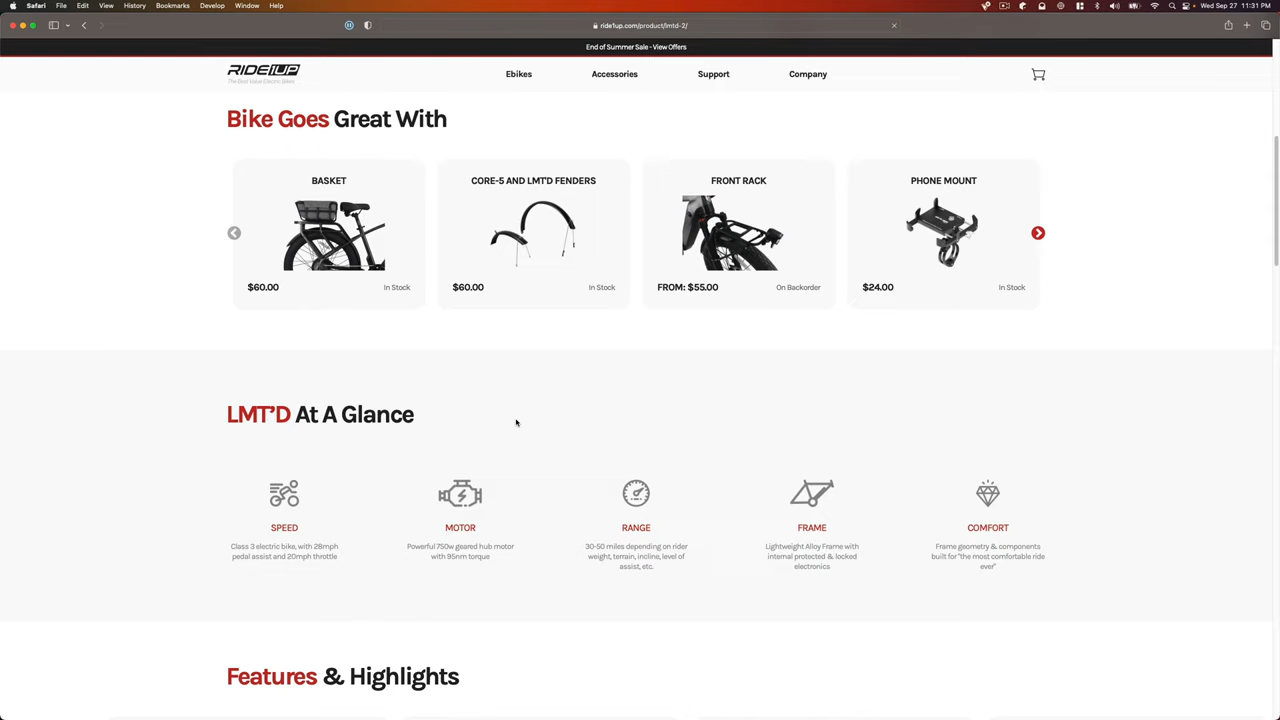 Safari File Edit View History Bookmarks Develop Window Help
Wed Sep 27 11:31 PM
ride1up.com/product/lmtd-2/
End of Summer Sale - View Offers
RIDE1UP
The Best Value Electric Bikes
Ebikes Accessories Support Company
Bike Goes Great With
BASKET
$60.00 In Stock
CORE-5 AND LMT'D FENDERS
$60.00 In Stock
FRONT RACK
FROM: $55.00 On Backorder
PHONE MOUNT
$24.00 In Stock
LMT'D At A Glance
SPEED
Class 3 electric bike, with 28mph
pedal assist and 20mph throttle
MOTOR
Powerful 750w geared hub motor
with 95nm torque
RANGE
30-50 miles depending on rider
weight, terrain, incline, level of
assist, etc.
FRAME
Lightweight Alloy Frame with
internal protected & locked
electronics
COMFORT
Frame geometry & components
built for "the most comfortable ride
ever"
Features & Highlights